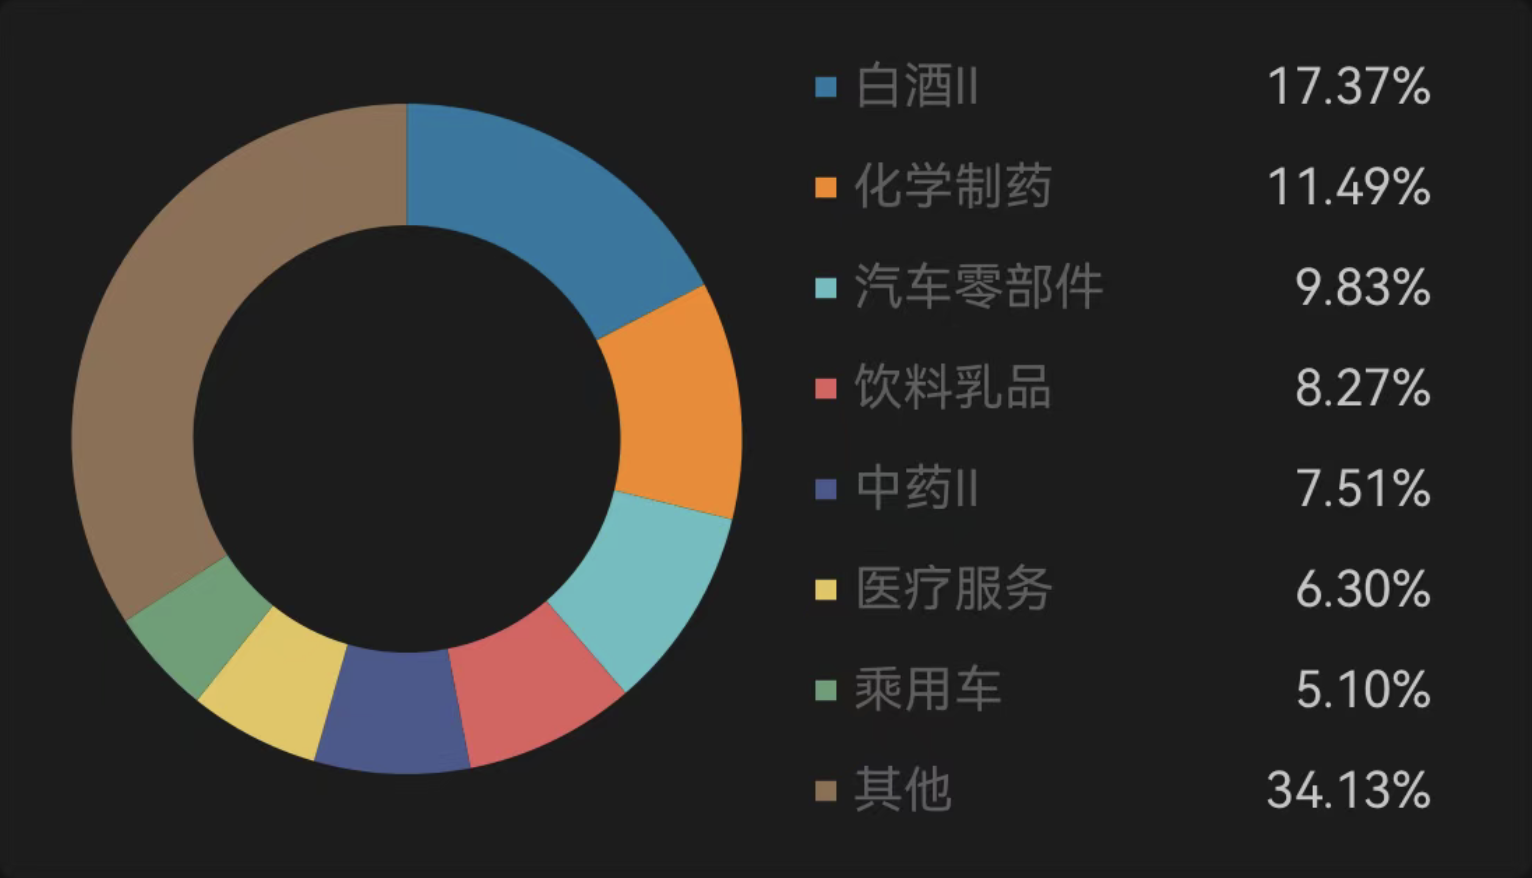 白酒II 17.37%
化学制药 11.49%
汽车零部件 9.83%
饮料乳品 8.27%
中药II 7.51%
医疗服务 6.30%
乘用车 5.10%
其他 34.13%